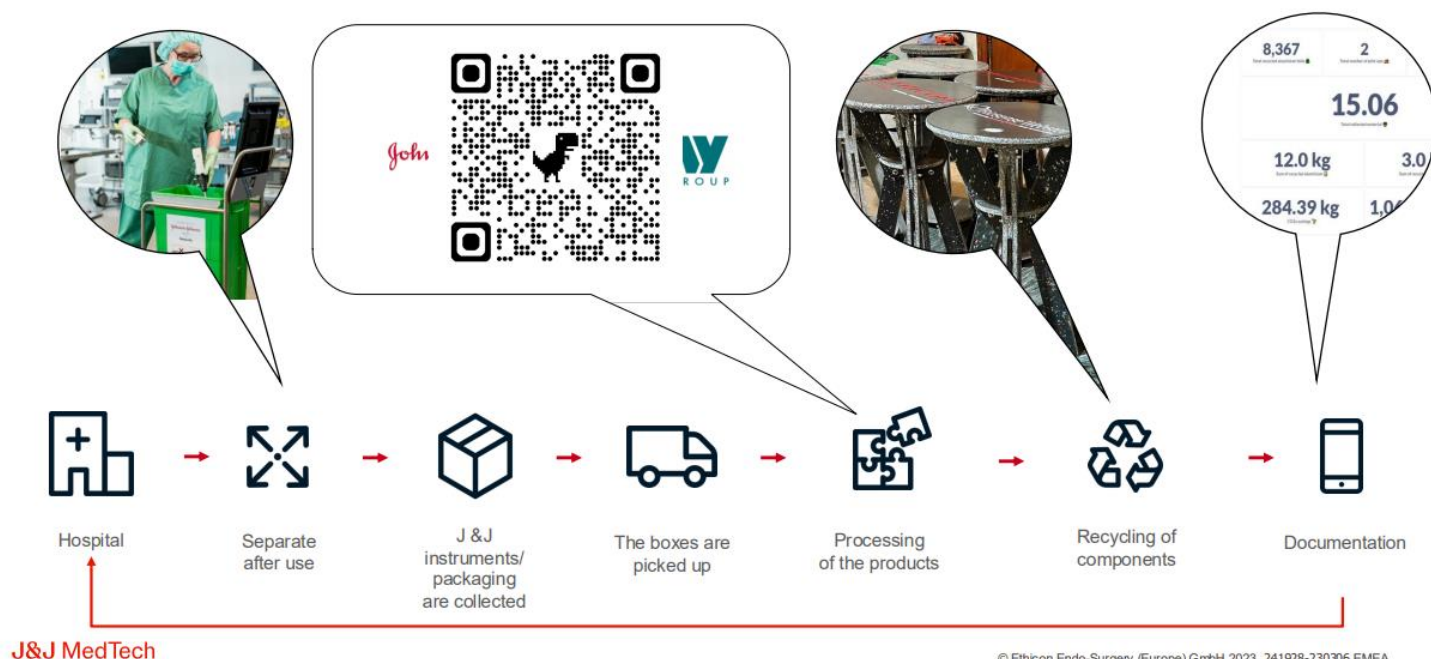 John
W
ROUP
8,367
2
15.06
12.0 kg
3.0
284.39 kg
Hospital
Separate
after use
J &J
instruments/
packaging
are collected
The boxes are
picked up
Processing
of the products
Recycling of
components
Documentation
J&J MedTech
© Ethicon Endo-Surgery (Europe) GmbH 2023, 241928-230306 EMEA